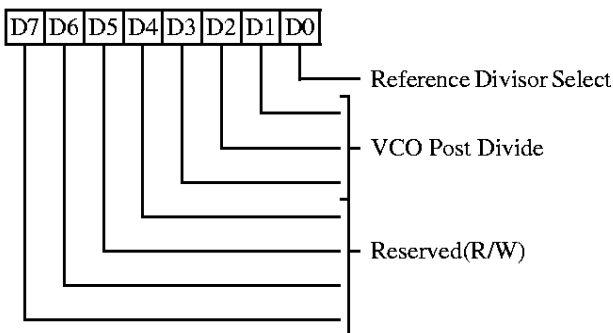 D7 D6 D5 D4 D3 D2 D1 D0
Reference Divisor Select
VCO Post Divide
Reserved(R/W)